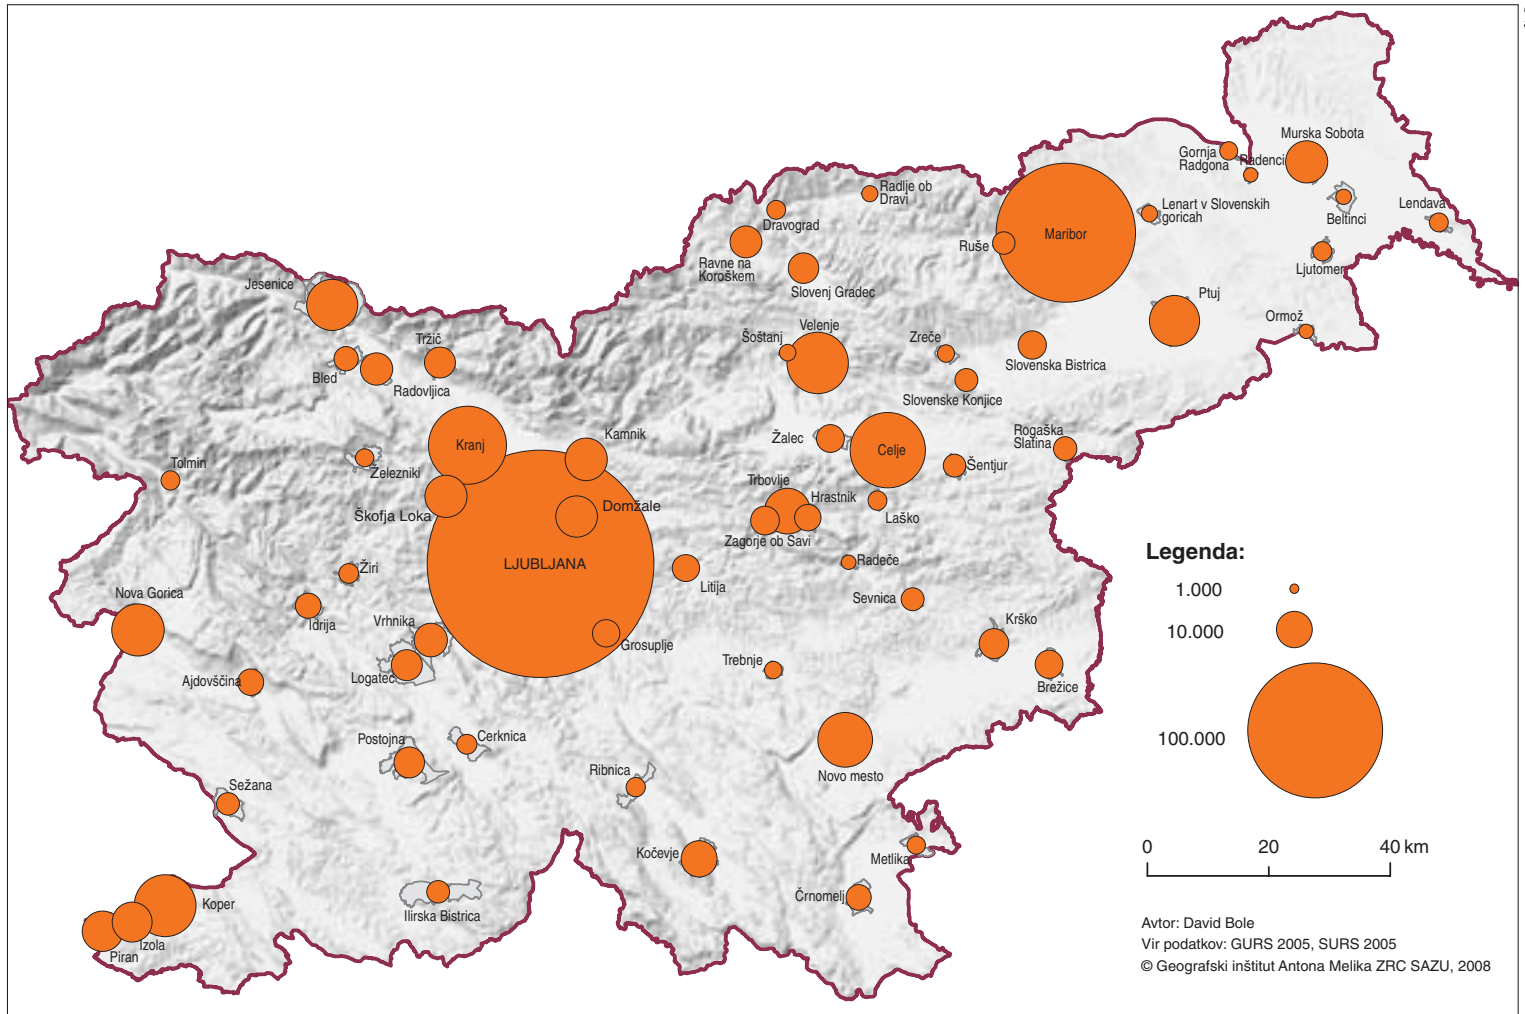 Murska Sobota
Gornja
Radgona
Radenci
Radlje ob
Dravi
Lenart v Slovenskih
goricah
Beltinci
Lendava
Dravograd
Maribor
Ruše
Ravne na
Koroškem
Ljutomer
Jesenice
Slovenj Gradec
Ptuj
Ormož
Velenje
Tržič
Šoštanj
Zreče
Slovenska Bistrica
Bled
Radovljica
Slovenske Konjice
Kamnik
Rogaška
Slatina
Kranj
Žalec
Celje
Tolmin
Železniki
Šentjur
Trbovlje
Hrastnik
Škofja Loka
Domžale
Laško
Zagorje ob Savi
LJUBLJANA
Radeče
Žiri
Litija
Nova Gorica
Sevnica
Idrija
Vrhnika
Krško
Grosuplje
Trebnje
Logatec
Ajdovščina
Brežice
Postojna
Cerknica
Ribnica
Novo mesto
Sežana
Kočevje
Metlika
Črnomelj
Koper
Ilirska Bistrica
Izola
Piran
Legenda:
1.000
10.000
100.000
0 20 40 km
Avtor: David Bole
Vir podatkov: GURS 2005, SURS 2005
© Geografski inštitut Antona Melika ZRC SAZU, 2008